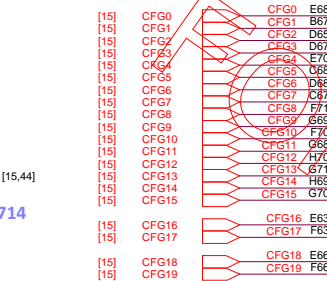 [15] CFG0 CFG0 E68
[15] CFG1 CFG1 B67
[15] CFG2 CFG2 D65
[15] CFG3 CFG3 D67
[15] CFG4 CFG4 E70
[15] CFG5 CFG5 C68
[15] CFG6 CFG6 D68
[15] CFG7 CFG7 C67
[15] CFG8 CFG8 F71
[15] CFG9 CFG9 G69
[15] CFG10 CFG10 F70
[15] CFG11 CFG11 G68
[15] CFG12 CFG12 H70
[15,44] [15] CFG13 CFG13 G71
[15] CFG14 CFG14 H69
[15] CFG15 CFG15 G70
714
[15] CFG16 CFG16 E63
[15] CFG17 CFG17 F63
[15] CFG18 CFG18 E66
[15] CFG19 CFG19 F66